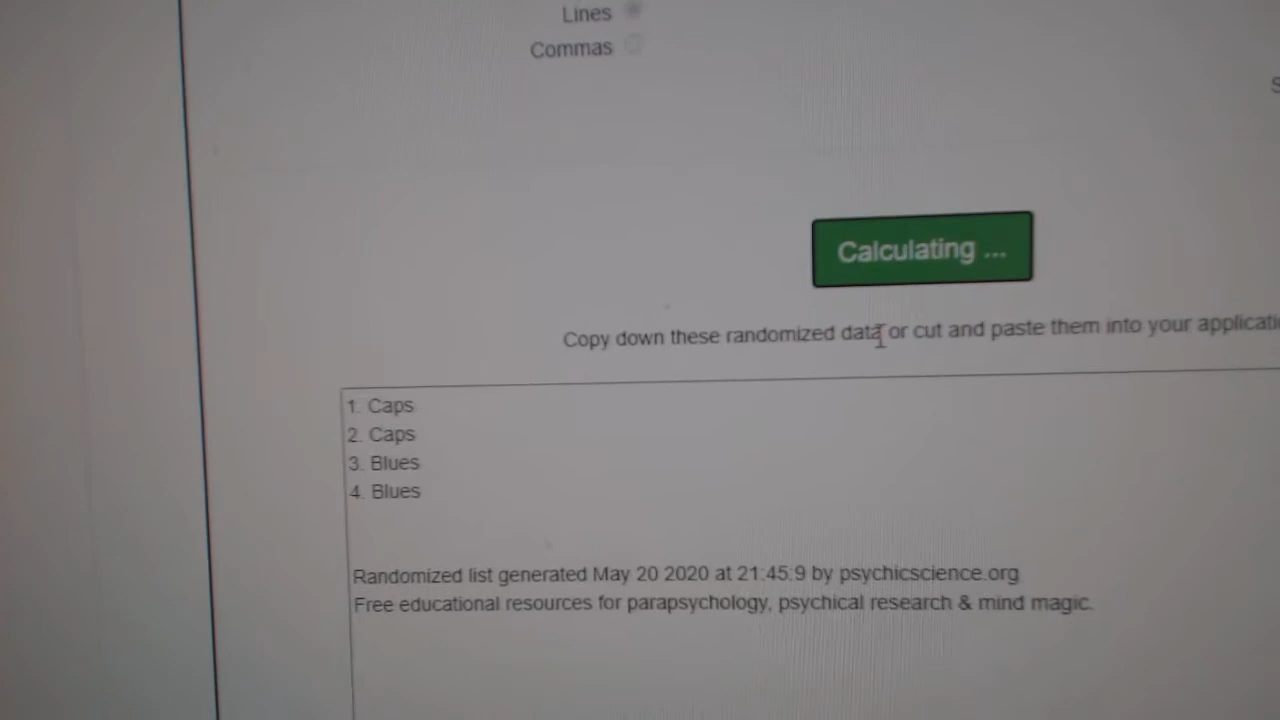 Lines
Commas
Calculating ...
Copy down these randomized data or cut and paste them into your applicati
1. Caps
2. Caps
3. Blues
4. Blues
Randomized list generated May 20 2020 at 21:45:9 by psychicscience.org
Free educational resources for parapsychology, psychical research & mind magic.